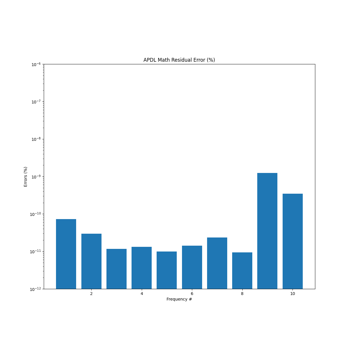 APDL Math Residual Error (%)
10⁻⁶
10⁻⁷
10⁻⁸
10⁻⁹
10⁻¹⁰
10⁻¹¹
10⁻¹²
Errors (%)
2 4 6 8 10
Frequency #